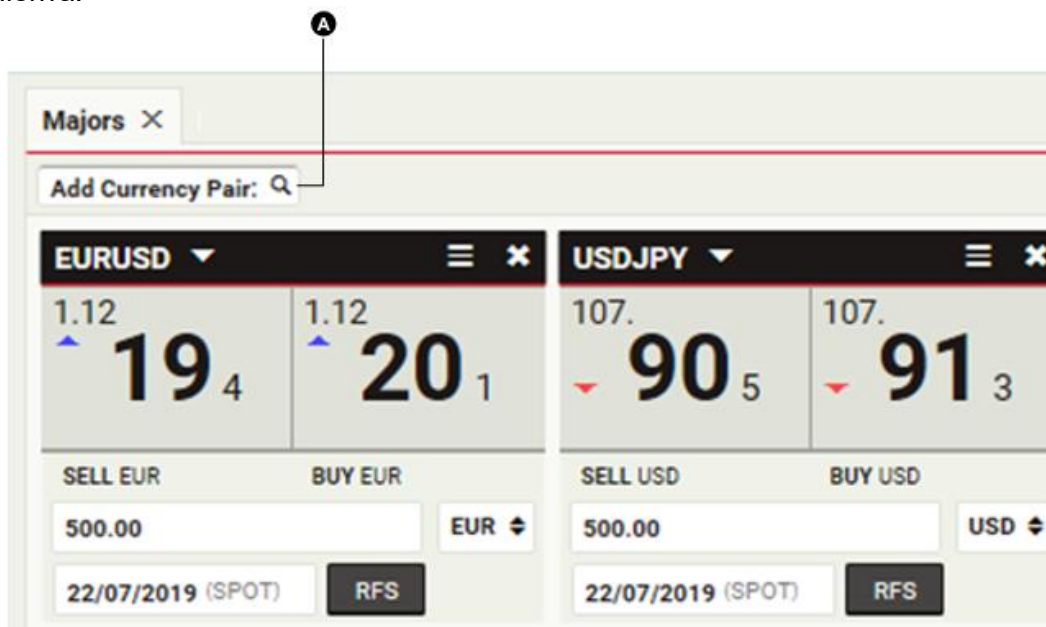 A
Majors ×
Add Currency Pair:
EURUSD
1.12 19 4
1.12 20 1
SELL EUR BUY EUR
500.00 EUR
22/07/2019 (SPOT) RFS
USDJPY
107. 90 5
107. 91 3
SELL USD BUY USD
500.00 USD
22/07/2019 (SPOT) RFS